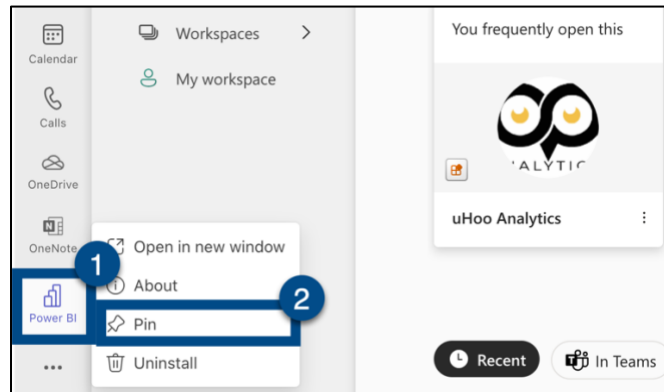 Calendar
Calls
OneDrive
OneNote
Power BI
Workspaces
My workspace
1
Open in new window
About
Pin
2
Uninstall
You frequently open this
ALYTIC
uHoo Analytics
Recent
In Teams